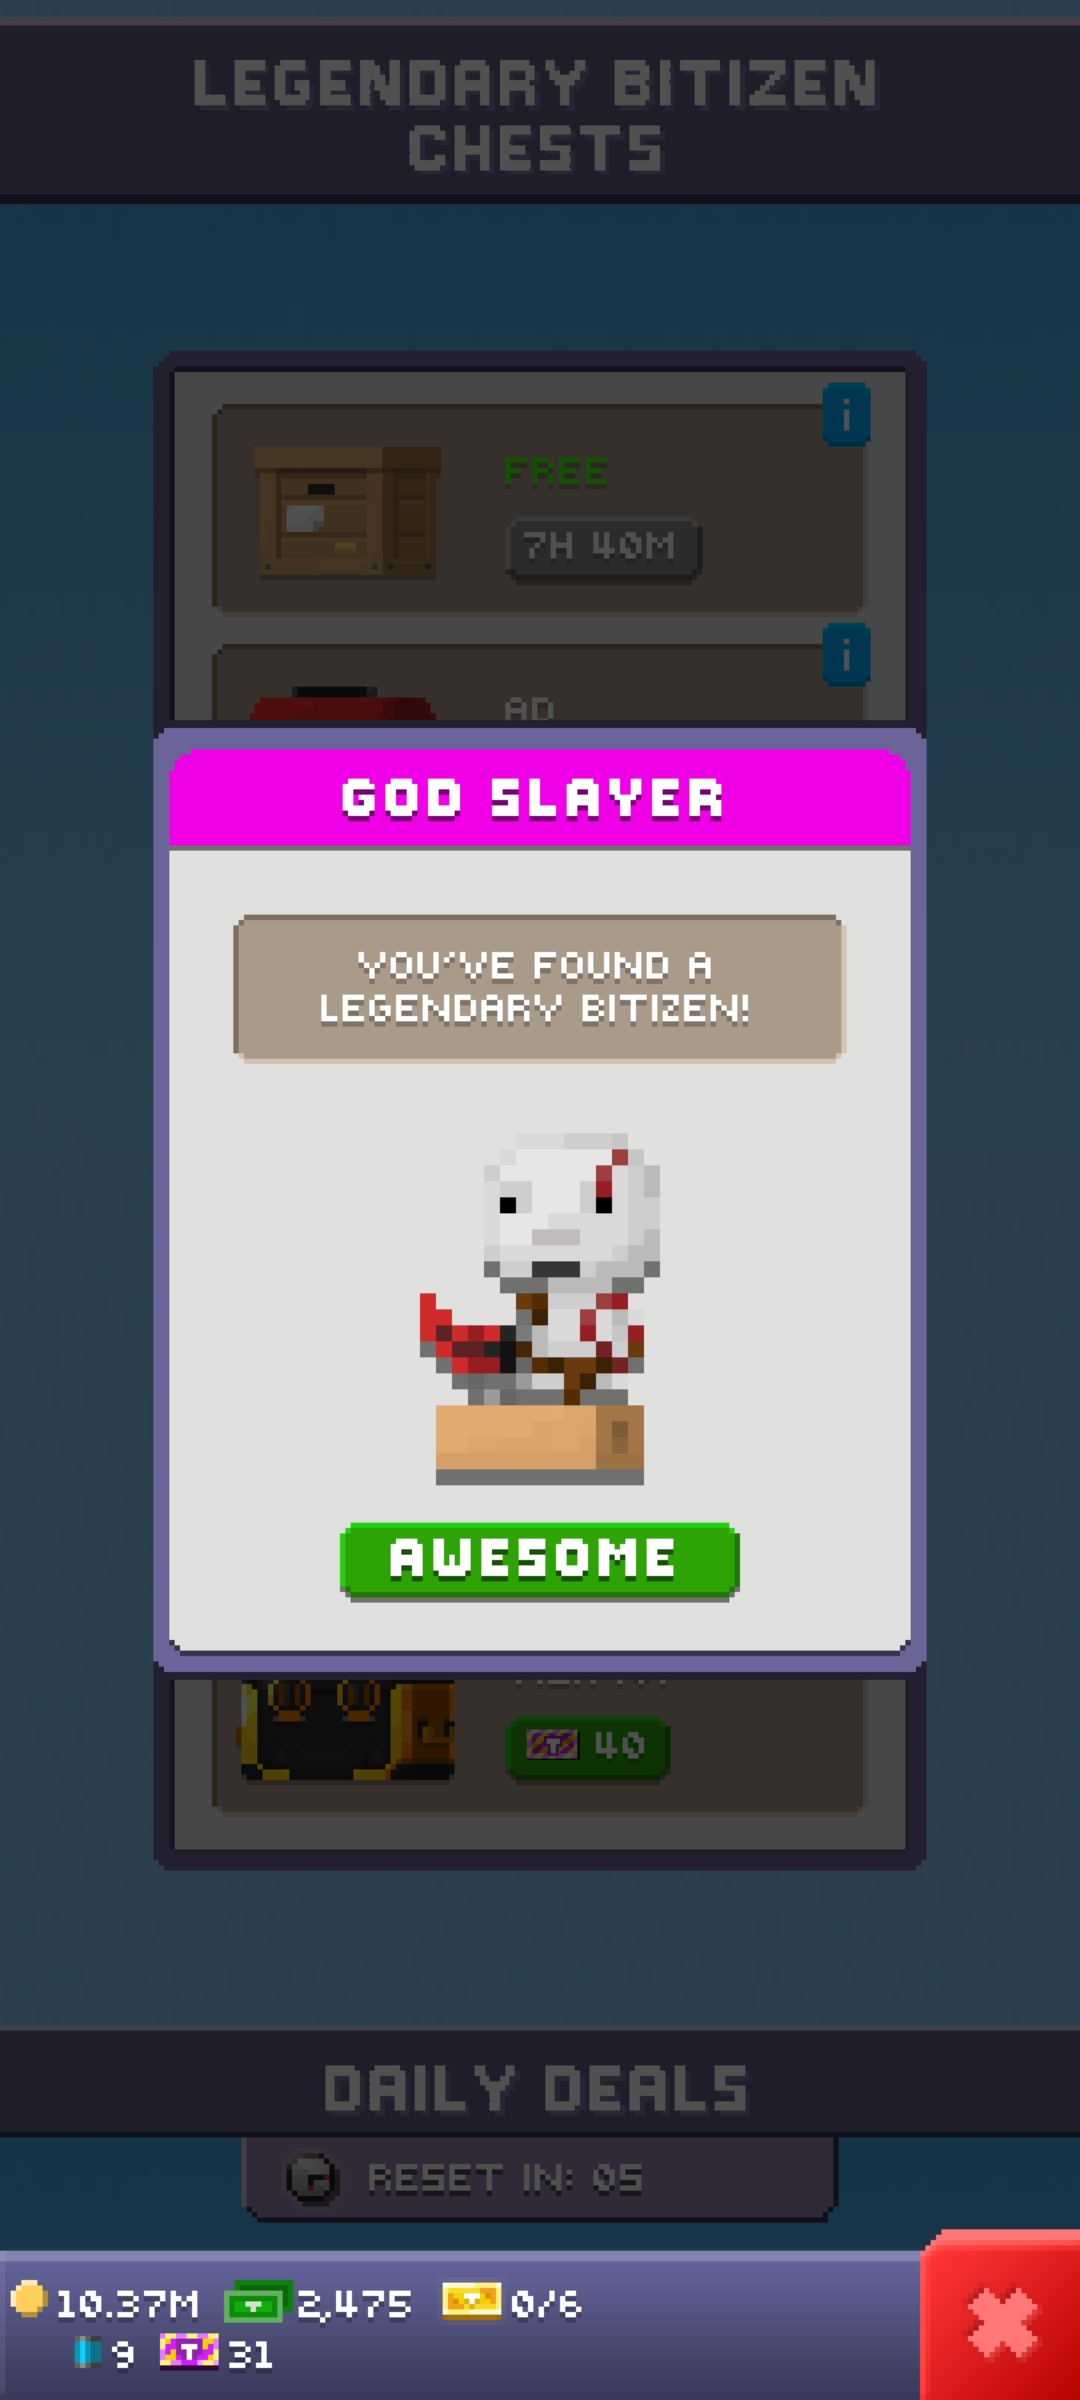 LEGENDARY BITIZEN
CHESTS
i
FREE
7H 40M
i
AD
GOD SLAYER
YOU'VE FOUND A
LEGENDARY BITIZEN!
AWESOME
T 40
DAILY DEALS
RESET IN: 05
10.37M 2,475 0/6
9 T 31